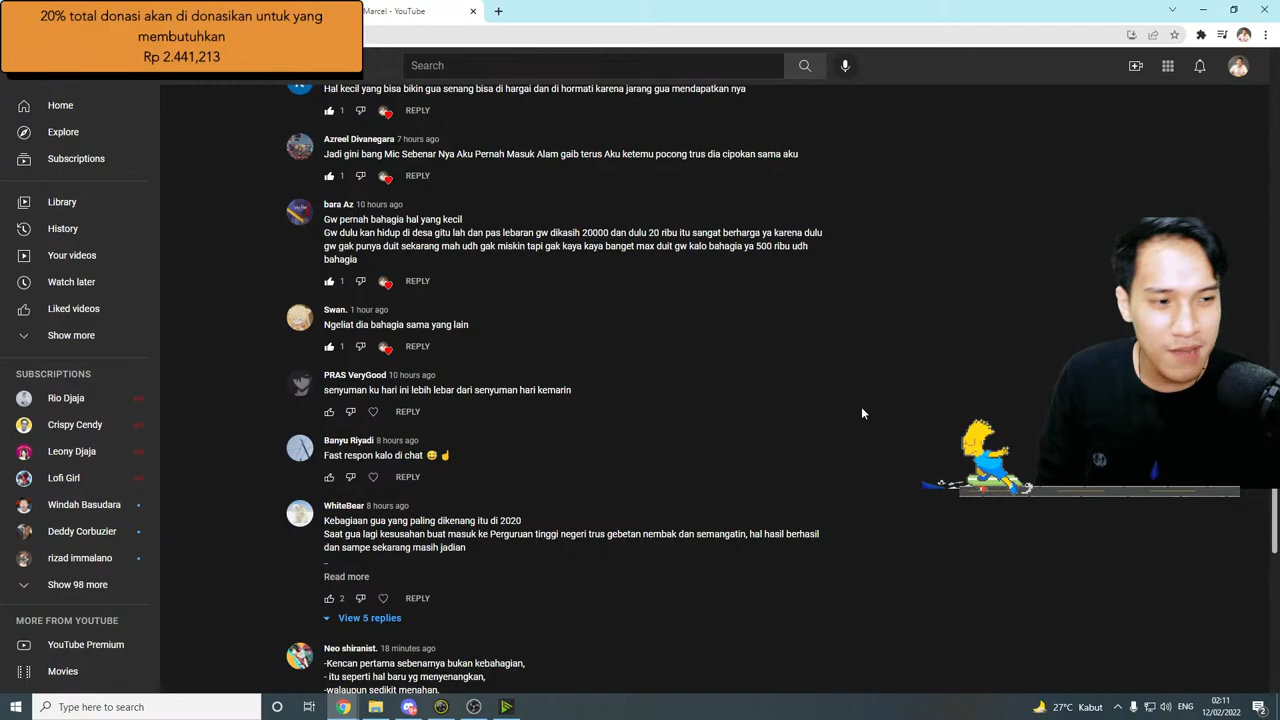 20% total donasi akan di donasikan untuk yang
membutuhkan
Rp 2.441,213
Marcel - YouTube
Search
Home
Explore
Subscriptions
Library
History
Your videos
Watch later
Liked videos
Show more
SUBSCRIPTIONS
Rio Djaja
Crispy Cendy
Leony Djaja
Lofi Girl
Windah Basudara
Deddy Corbuzier
rizad immalano
Show 98 more
MORE FROM YOUTUBE
YouTube Premium
Movies
Hal kecil yang bisa bikin gua senang bisa di hargai dan di hormati karena jarang gua mendapatkan nya
1 REPLY
Azreel Divanegara 7 hours ago
Jadi gini bang Mic Sebenar Nya Aku Pernah Masuk Alam gaib terus Aku ketemu pocong trus dia cipokan sama aku
1 REPLY
bara Az 10 hours ago
Gw pernah bahagia hal yang kecil
Gw dulu kan hidup di desa gitu lah dan pas lebaran gw dikasih 20000 dan dulu 20 ribu itu sangat berharga ya karena dulu
gw gak punya duit sekarang mah udh gak miskin tapi gak kaya kaya banget max duit gw kalo bahagia ya 500 ribu udh
bahagia
1 REPLY
Swan. 1 hour ago
Ngeliat dia bahagia sama yang lain
1 REPLY
PRAS VeryGood 10 hours ago
senyuman ku hari ini lebih lebar dari senyuman hari kemarin
REPLY
Banyu Riyadi 8 hours ago
Fast respon kalo di chat 😅☝
REPLY
WhiteBear 8 hours ago
Kebagiaan gua yang paling dikenang itu di 2020
Saat gua lagi kesusahan buat masuk ke Perguruan tinggi negeri trus gebetan nembak dan semangatin, hal hasil berhasil
dan sampe sekarang masih jadian
_
Read more
2 REPLY
View 5 replies
Neo shiranist. 18 minutes ago
-Kencan pertama sebenarnya bukan kebahagian,
- itu seperti hal baru yg menyenangkan,
-walaupun sedikit menahan.
Type here to search
27°C Kabut
ENG
02:11
12/02/2022
2